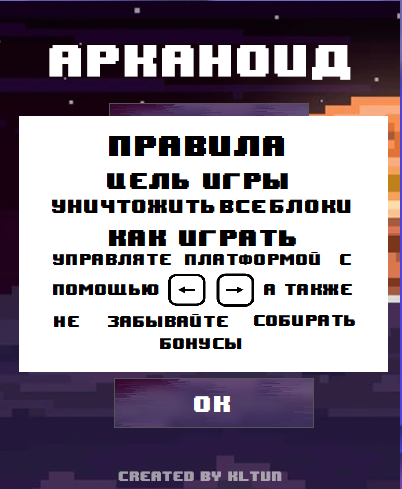 АРКАНОИД
ПРАВИЛА
ЦЕЛЬ ИГРЫ
УНИЧТОЖИТЬ ВСЕ БЛОКИ
КАК ИГРАТЬ
УПРАВЛЯТЕ ПЛАТФОРМОЙ С
ПОМОЩЬЮ ← → А ТАКЖЕ
НЕ ЗАБЫВАЙТЕ СОБИРАТЬ
БОНУСЫ
ОК
CREATED BY KLTUN